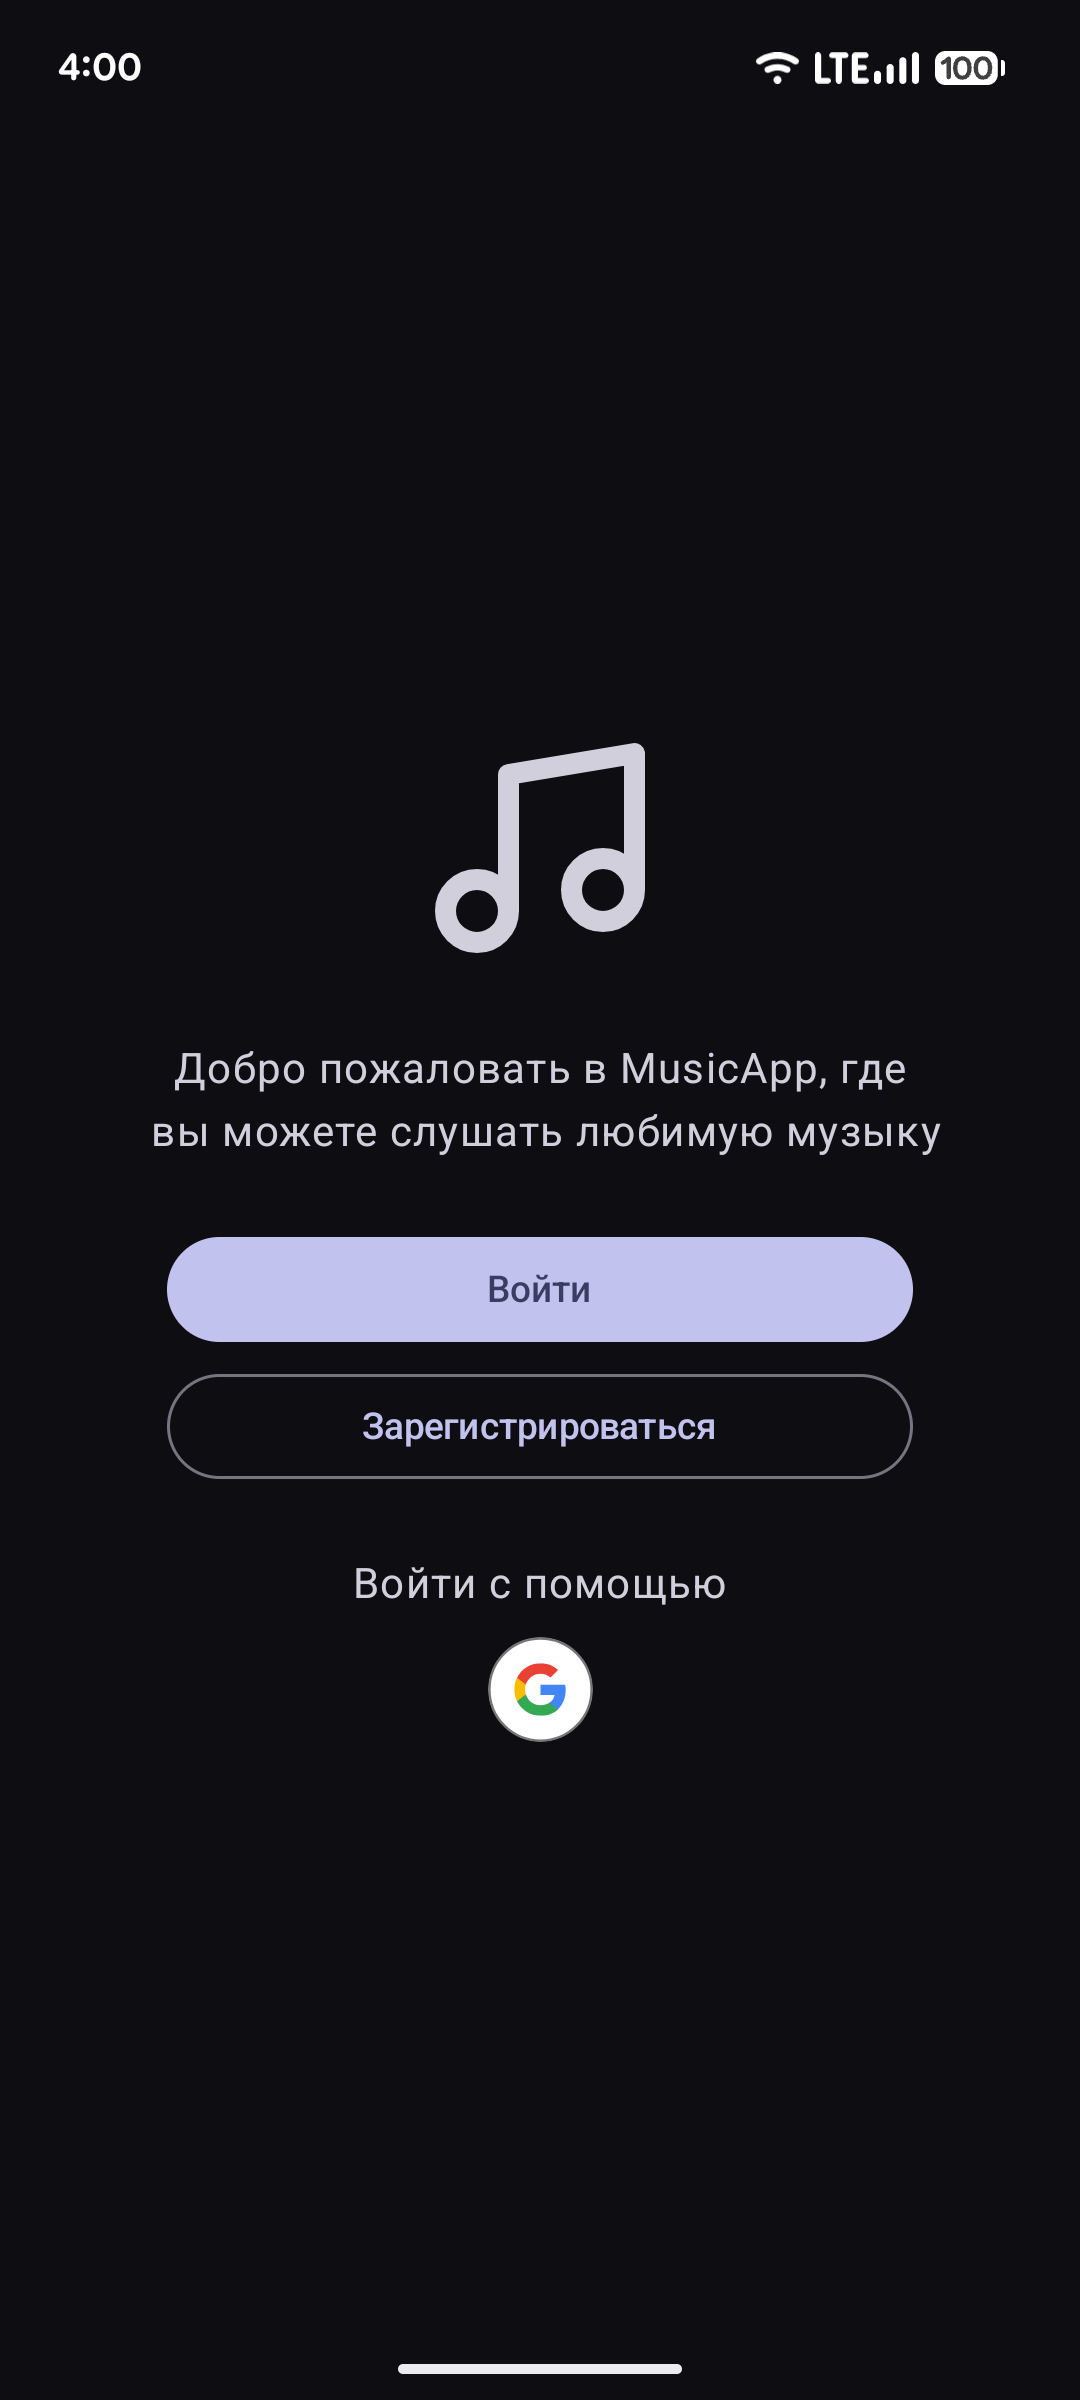 4:00 LTE 100
Добро пожаловать в MusicApp, где
вы можете слушать любимую музыку
Войти
Зарегистрироваться
Войти с помощью
G